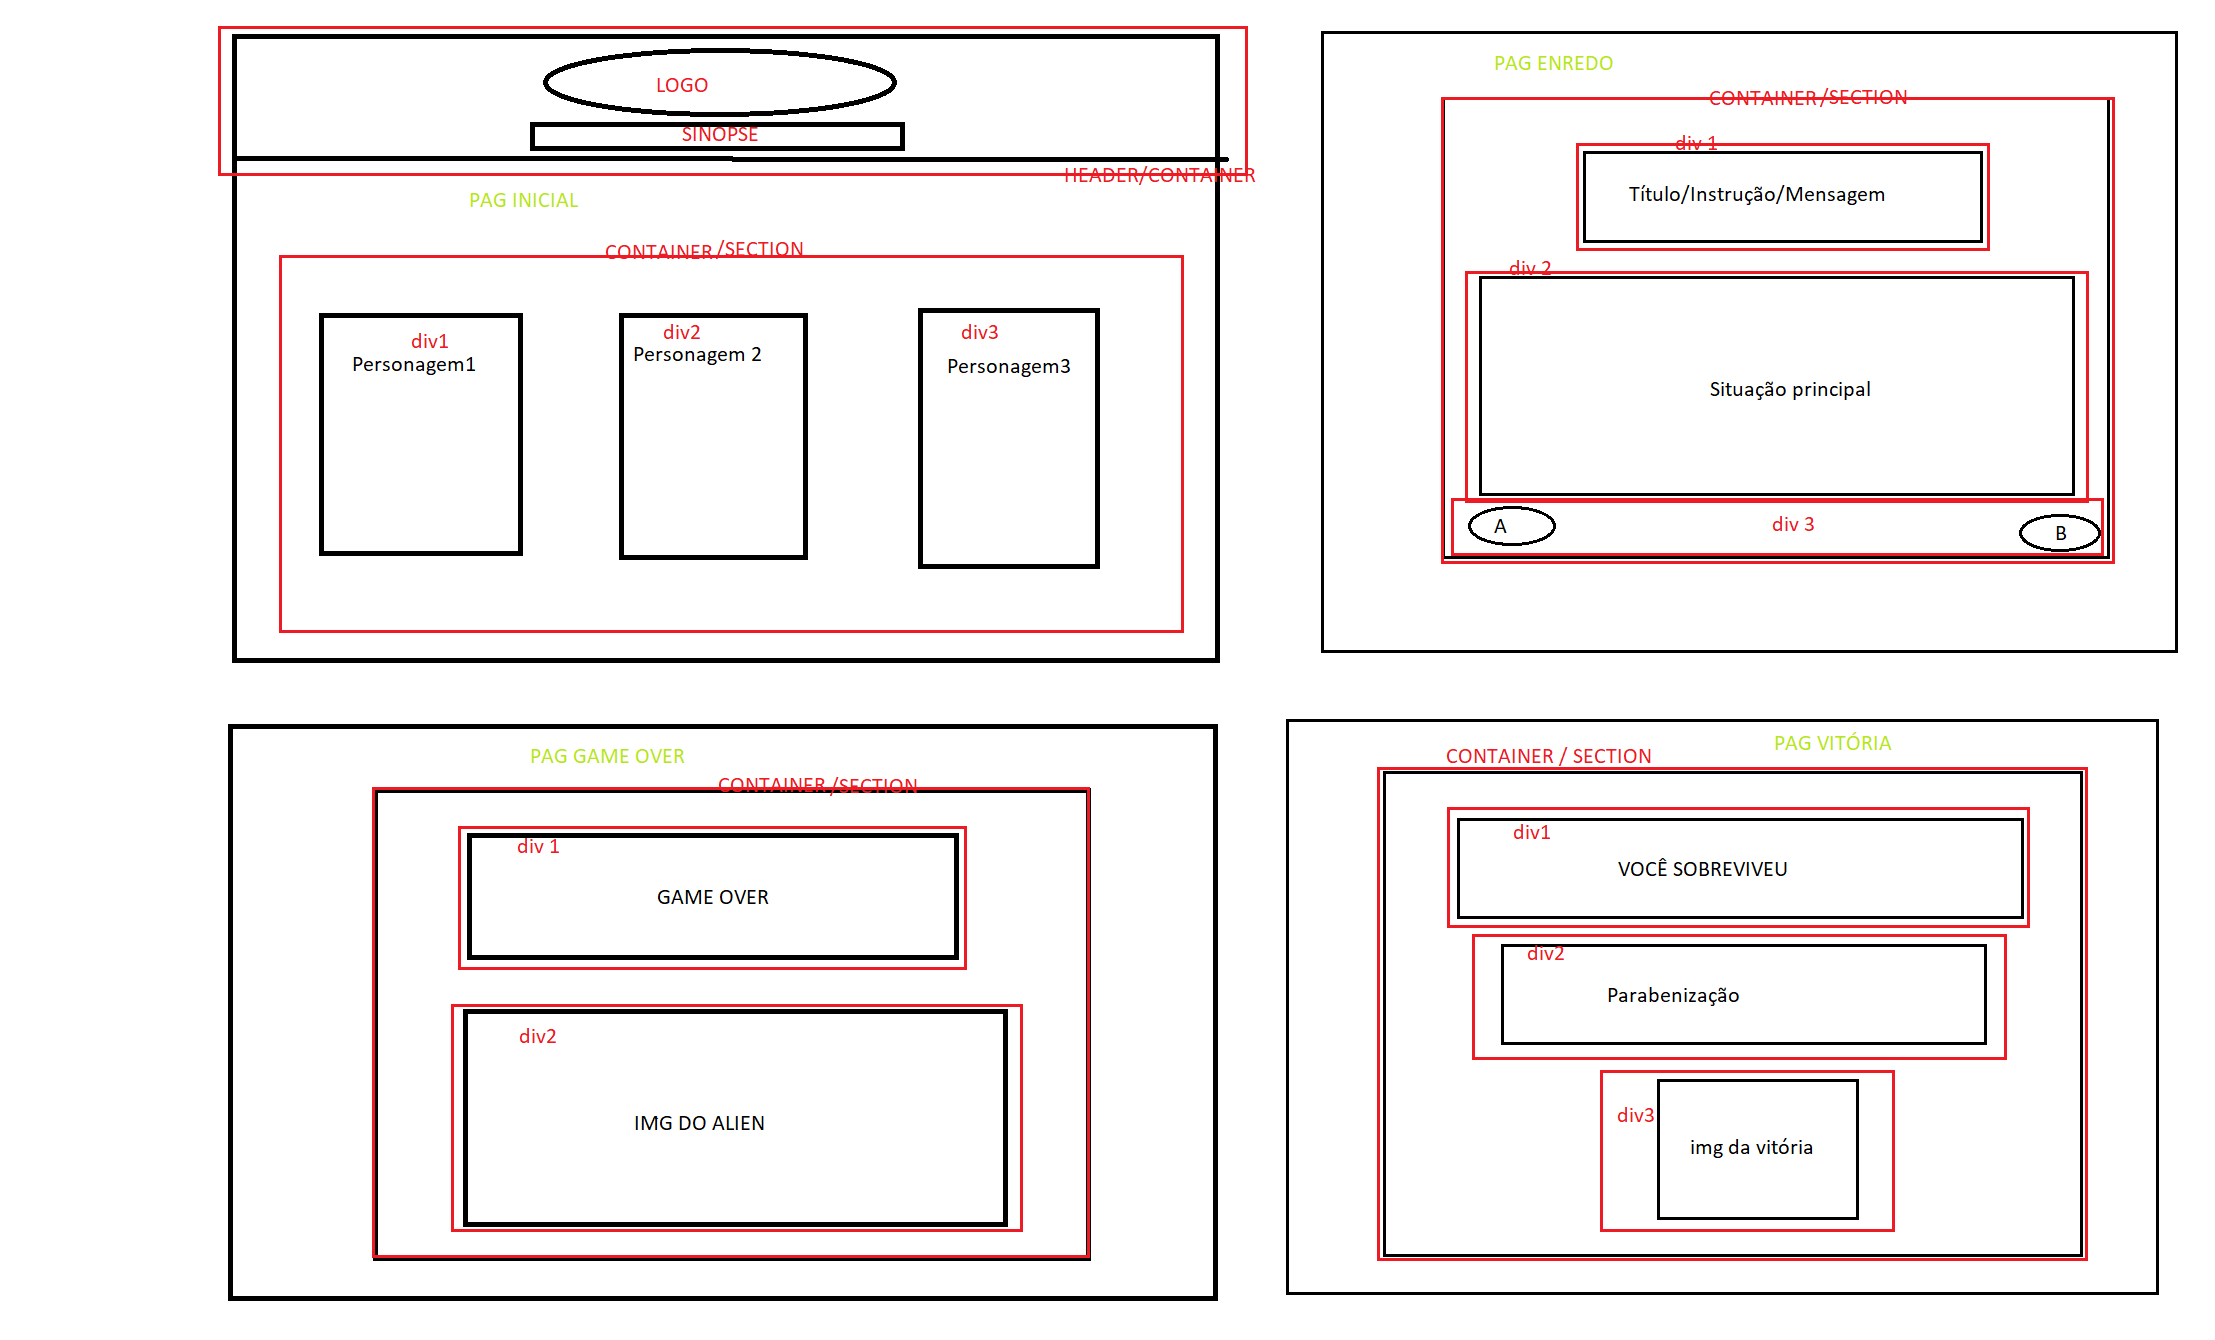 LOGO
SINOPSE
HEADER/CONTAINER
PAG INICIAL
CONTAINER/SECTION
div1
Personagem1
div2
Personagem 2
div3
Personagem3
PAG ENREDO
CONTAINER/SECTION
div 1
Título/Instrução/Mensagem
div 2
Situação principal
A
div 3
B
PAG GAME OVER
CONTAINER/SECTION
div 1
GAME OVER
div2
IMG DO ALIEN
PAG VITÓRIA
CONTAINER / SECTION
div1
VOCÊ SOBREVIVEU
div2
Parabenização
div3
img da vitória